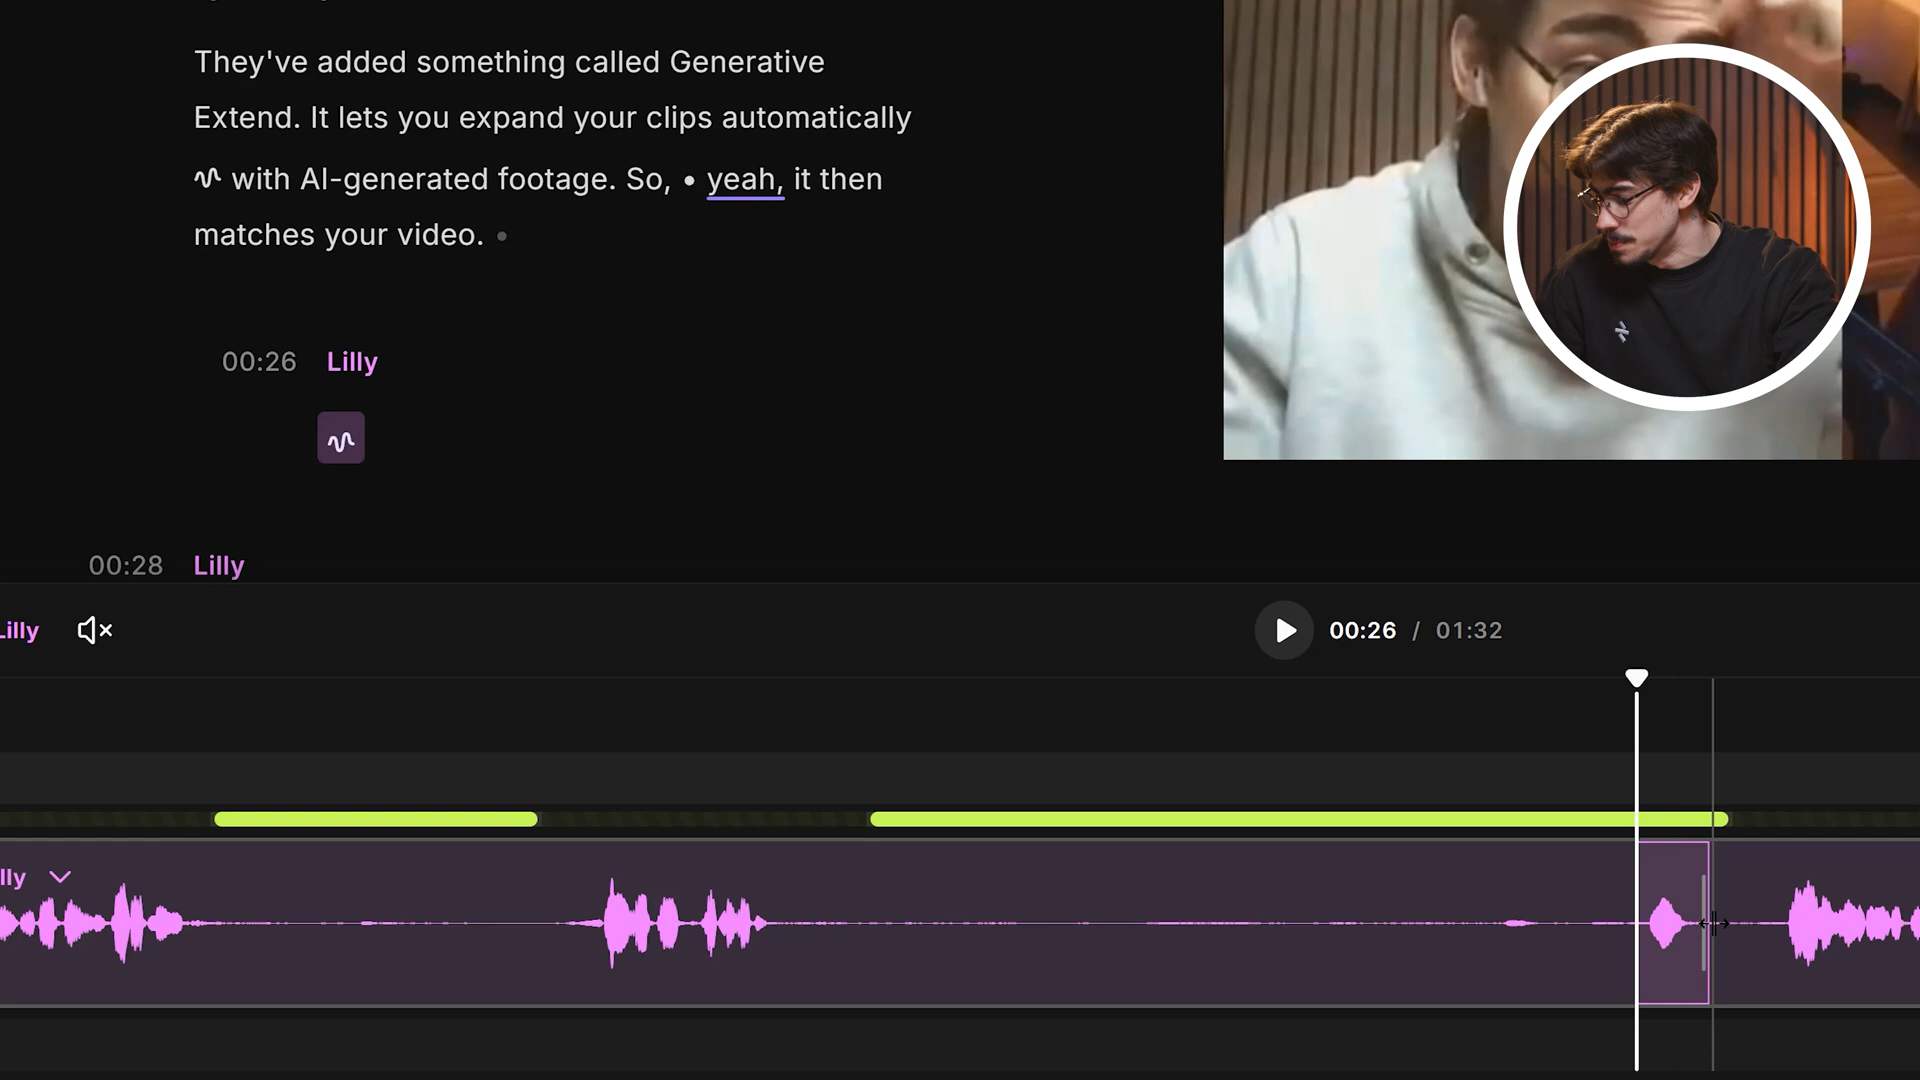 They've added something called Generative
Extend. It lets you expand your clips automatically
with AI-generated footage. So, • yeah, it then
matches your video. •
00:26 Lilly
00:28 Lilly
Lilly
00:26 / 01:32
lly